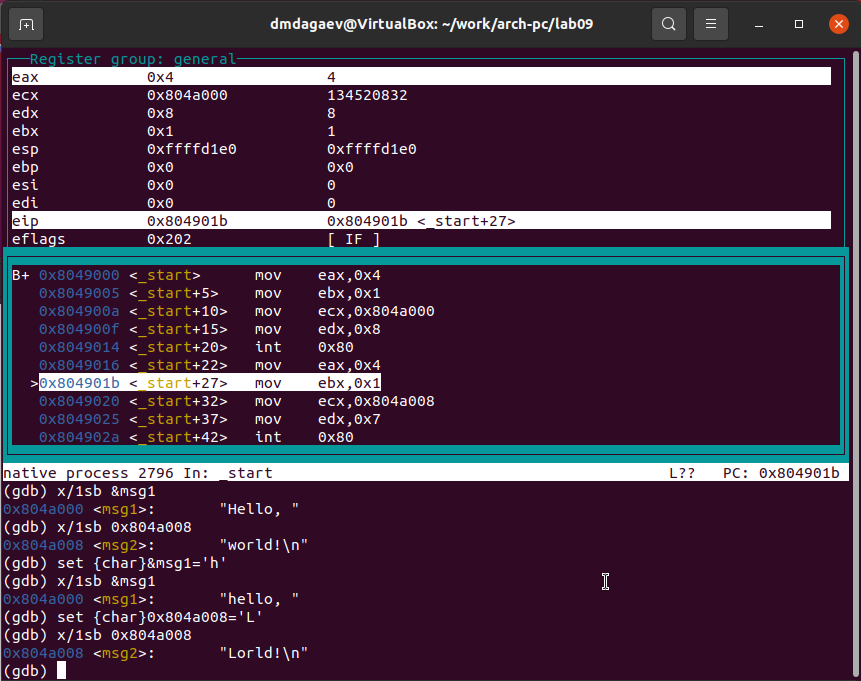 dmdagaev@VirtualBox: ~/work/arch-pc/lab09
Register group: general
eax 0x4 4
ecx 0x804a000 134520832
edx 0x8 8
ebx 0x1 1
esp 0xffffd1e0 0xffffd1e0
ebp 0x0 0x0
esi 0x0 0
edi 0x0 0
eip 0x804901b 0x804901b <_start+27>
eflags 0x202 [ IF ]
B+ 0x8049000 <_start> mov eax,0x4
0x8049005 <_start+5> mov ebx,0x1
0x804900a <_start+10> mov ecx,0x804a000
0x804900f <_start+15> mov edx,0x8
0x8049014 <_start+20> int 0x80
0x8049016 <_start+22> mov eax,0x4
>0x804901b <_start+27> mov ebx,0x1
0x8049020 <_start+32> mov ecx,0x804a008
0x8049025 <_start+37> mov edx,0x7
0x804902a <_start+42> int 0x80
native process 2796 In: _start L?? PC: 0x804901b
(gdb) x/1sb &msg1
0x804a000 <msg1>: "Hello, "
(gdb) x/1sb 0x804a008
0x804a008 <msg2>: "world!\n"
(gdb) set {char}&msg1='h'
(gdb) x/1sb &msg1
0x804a000 <msg1>: "hello, "
(gdb) set {char}0x804a008='L'
(gdb) x/1sb 0x804a008
0x804a008 <msg2>: "Lorld!\n"
(gdb)